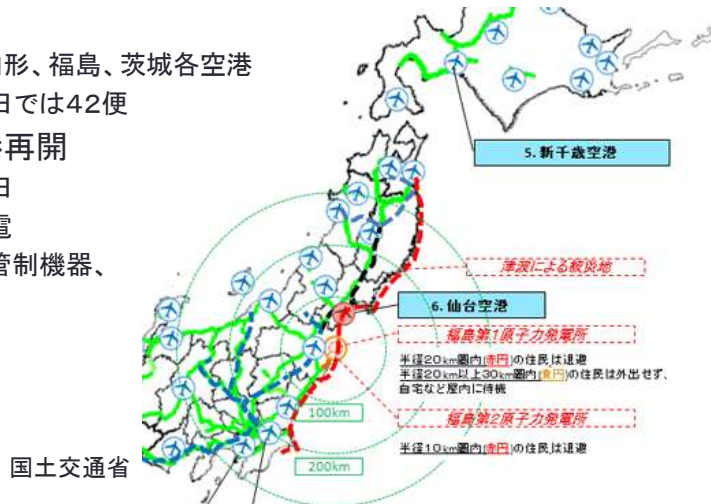 形、福島、茨城各空港
日では42便
再開
日
電
管制機器、
国土交通省
5. 新千歳空港
津波による被災地
6. 仙台空港
福島第1原子力発電所
半径20km圏内(赤円)の住民は退避
半径20km以上30km圏内(黄円)の住民は外出せず、
自宅など屋内に待機
福島第2原子力発電所
半径10km圏内(赤円)の住民は退避
100km
200km